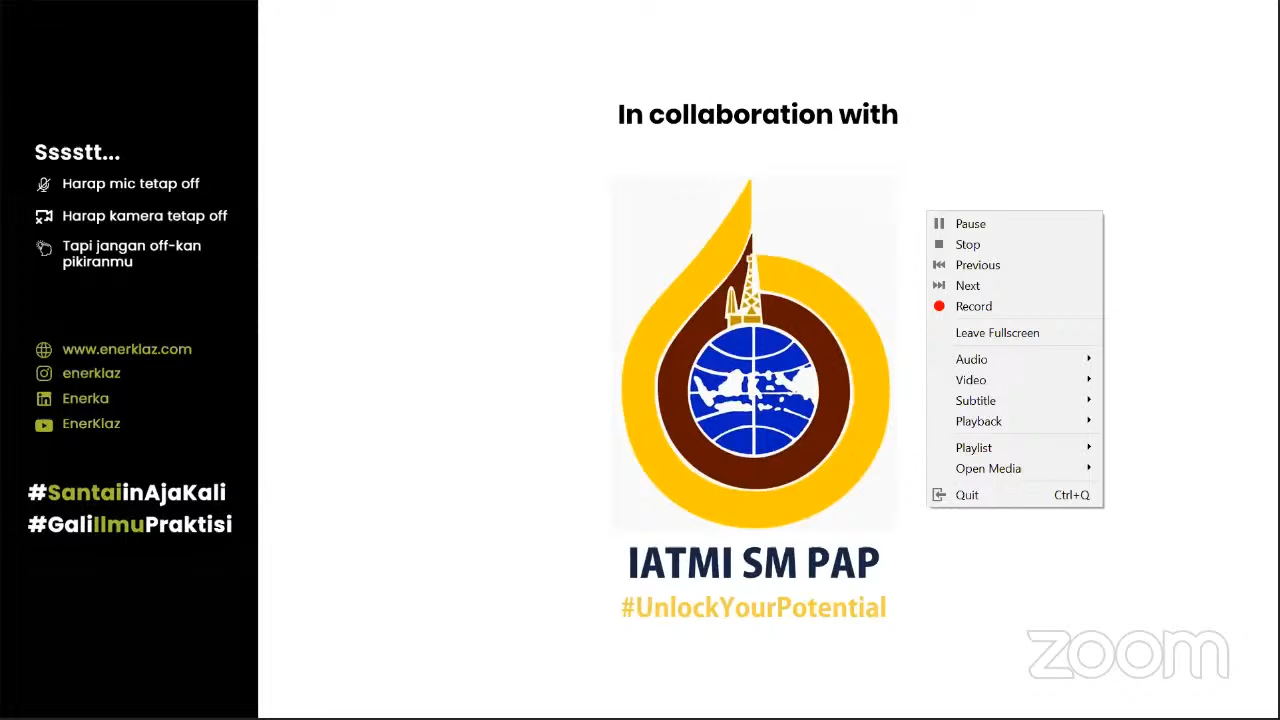 Sssstt...
Harap mic tetap off
Harap kamera tetap off
Tapi jangan off-kan
pikiranmu
www.enerklaz.com
enerklaz
Enerka
EnerKlaz
#SantaiinAjaKali
#GaliIlmuPraktisi
In collaboration with
IATMI SM PAP
#UnlockYourPotential
Pause
Stop
Previous
Next
Record
Leave Fullscreen
Audio
Video
Subtitle
Playback
Playlist
Open Media
Quit Ctrl+Q
zoom